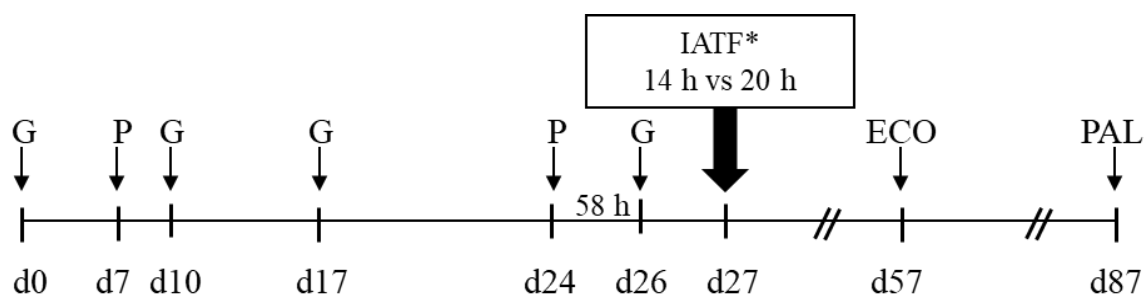 IATF*
14 h vs 20 h
G P G G P G ECO PAL
58 h
d0 d7 d10 d17 d24 d26 d27 d57 d87